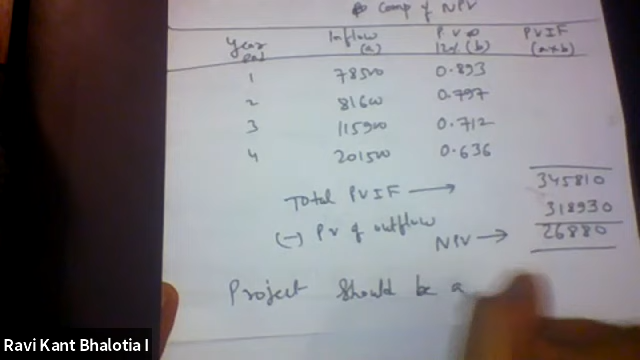 Comp of NPV
Year Inflow P.V @ PVIF
(a) 12% (b) (a×b)
1 78500 0.893
2 81600 0.797
3 115900 0.712
4 201500 0.636
Total PVIF → 345810
(-) PV of outflow 318930
NPV → 26880
Project should be a
Ravi Kant Bhalotia I